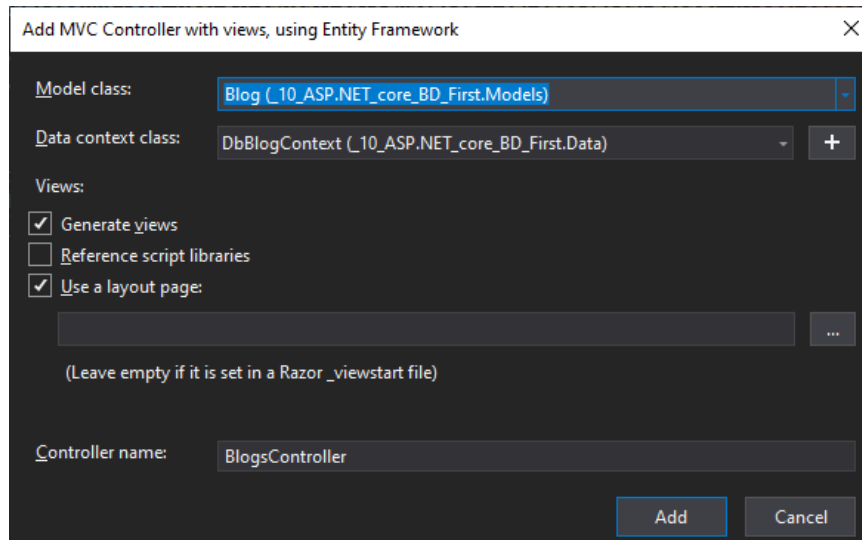 Add MVC Controller with views, using Entity Framework
Model class: Blog (_10_ASP.NET_core_BD_First.Models)
Data context class: DbBlogContext (_10_ASP.NET_core_BD_First.Data) +
Views:
Generate views
Reference script libraries
Use a layout page:
...
(Leave empty if it is set in a Razor _viewstart file)
Controller name: BlogsController
Add Cancel